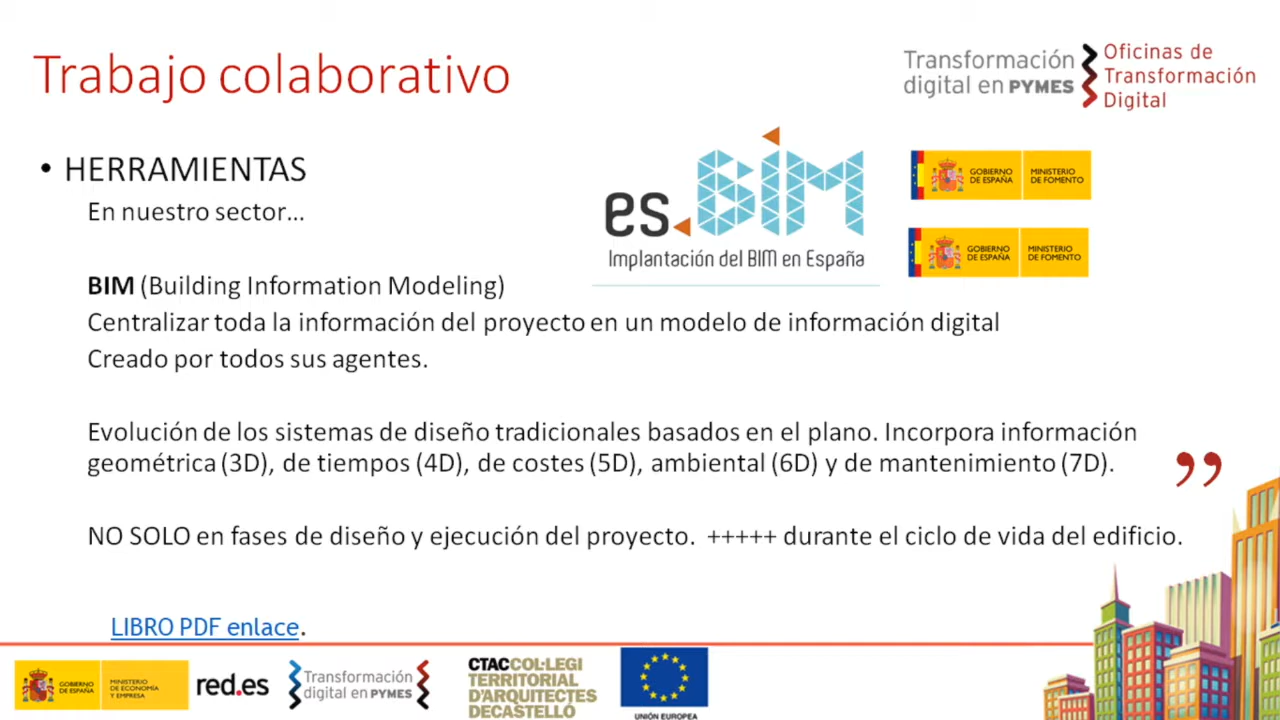 Trabajo colaborativo
Transformación
digital en PYMES
Oficinas de
Transformación
Digital
• HERRAMIENTAS
En nuestro sector...
es.BIM
Implantación del BIM en España
GOBIERNO
DE ESPAÑA
MINISTERIO
DE FOMENTO
GOBIERNO
DE ESPAÑA
MINISTERIO
DE FOMENTO
BIM (Building Information Modeling)
Centralizar toda la información del proyecto en un modelo de información digital
Creado por todos sus agentes.
Evolución de los sistemas de diseño tradicionales basados en el plano. Incorpora información
geométrica (3D), de tiempos (4D), de costes (5D), ambiental (6D) y de mantenimiento (7D).
”
NO SOLO en fases de diseño y ejecución del proyecto. +++++ durante el ciclo de vida del edificio.
LIBRO PDF enlace.
GOBIERNO
DE ESPAÑA
MINISTERIO
DE ECONOMÍA
Y EMPRESA
red.es
Transformación
digital en PYMES
CTACCOL·LEGI
TERRITORIAL
D'ARQUITECTES
DECASTELLÓ
UNIÓN EUROPEA